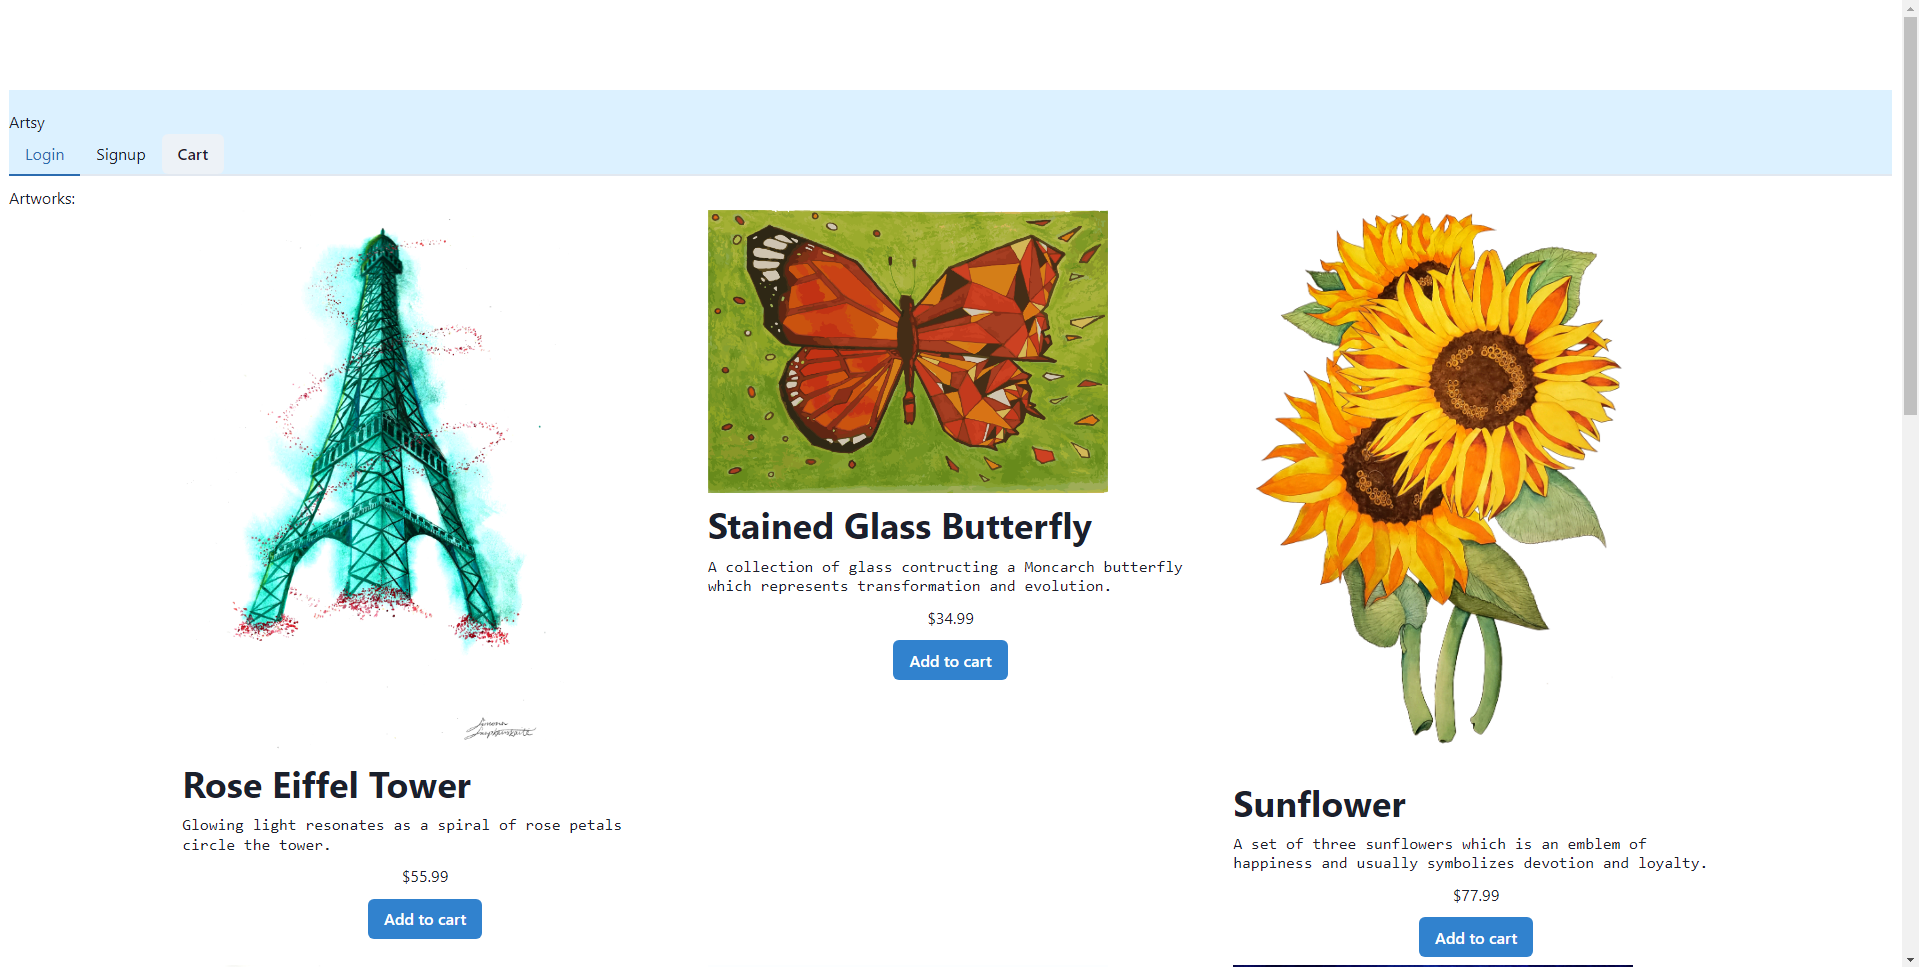 Artsy
Login Signup Cart
Artworks:
Rose Eiffel Tower
Glowing light resonates as a spiral of rose petals
circle the tower.
$55.99
Add to cart
Stained Glass Butterfly
A collection of glass contructing a Moncarch butterfly
which represents transformation and evolution.
$34.99
Add to cart
Sunflower
A set of three sunflowers which is an emblem of
happiness and usually symbolizes devotion and loyalty.
$77.99
Add to cart